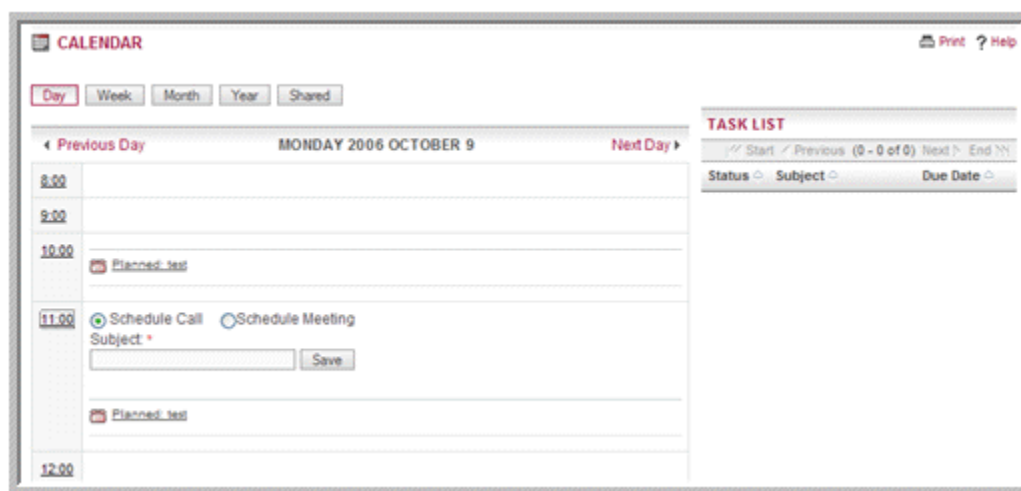 CALENDAR
Print ? Help
Day Week Month Year Shared
Previous Day MONDAY 2006 OCTOBER 9 Next Day
8:00
9:00
10:00
Planned: test
11:00 Schedule Call Schedule Meeting
Subject: *
Save
Planned: test
12:00
TASK LIST
Start Previous (0 - 0 of 0) Next End
Status Subject Due Date